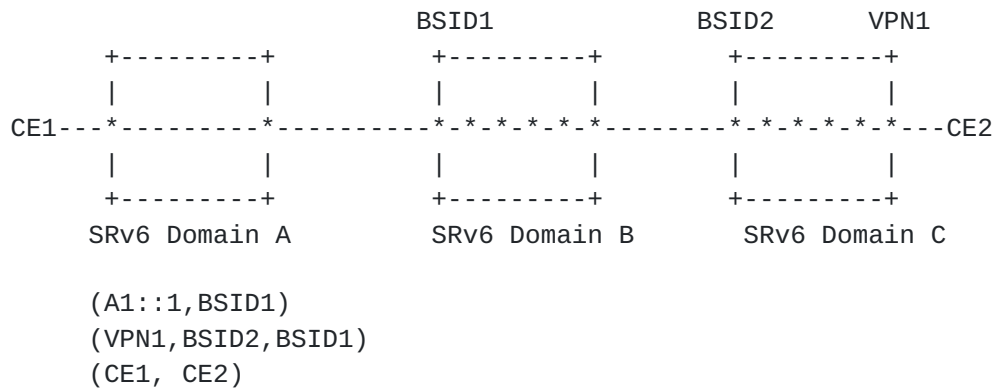 BSID1 BSID2 VPN1
+---------+ +---------+ +---------+
| | | | | |
CE1---*---------*----------*-*-*-*-*-*--------*-*-*-*-*-*---CE2
| | | | | |
+---------+ +---------+ +---------+
SRv6 Domain A SRv6 Domain B SRv6 Domain C
(A1::1,BSID1)
(VPN1,BSID2,BSID1)
(CE1, CE2)